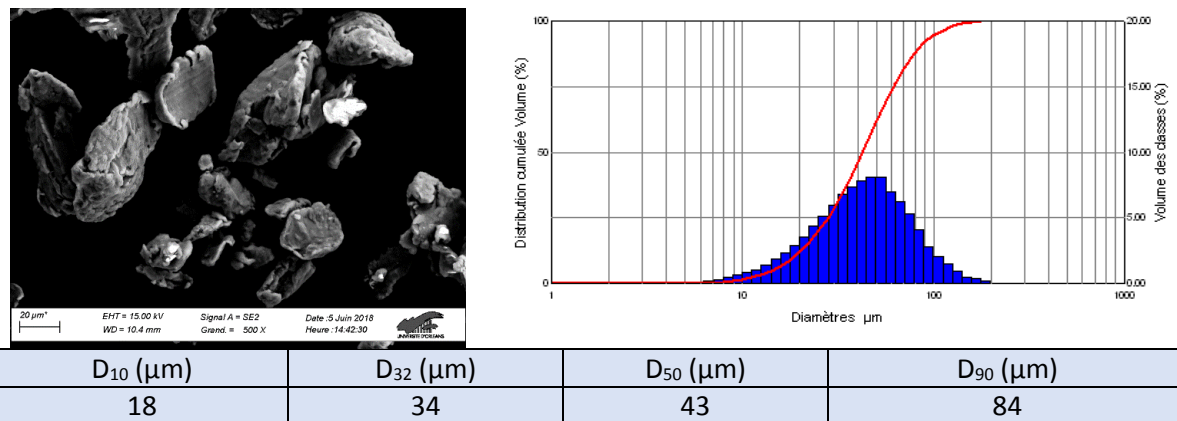 20 µm*
EHT = 15.00 kV
Signal A = SE2
Date :5 Juin 2018
WD = 10.4 mm
Grand. = 500 X
Heure :14:42:30
UNIVERSITE D'ORLEANS
Distribution cumulée Volume (%)
100
50
0
20.00
15.00
10.00
5.00
0.00
Volume des classes (%)
1
10
100
1000
Diamètres µm
D₁₀ (µm) D₃₂ (µm) D₅₀ (µm) D₉₀ (µm)
18 34 43 84